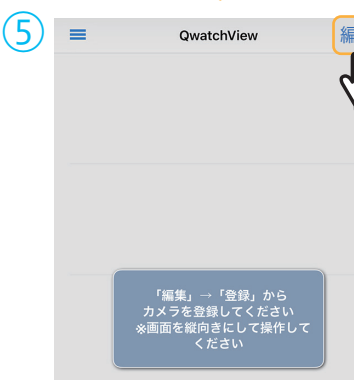 ⑤
QwatchView
編
「編集」→「登録」から
カメラを登録してください
※画面を縦向きにして操作して
ください